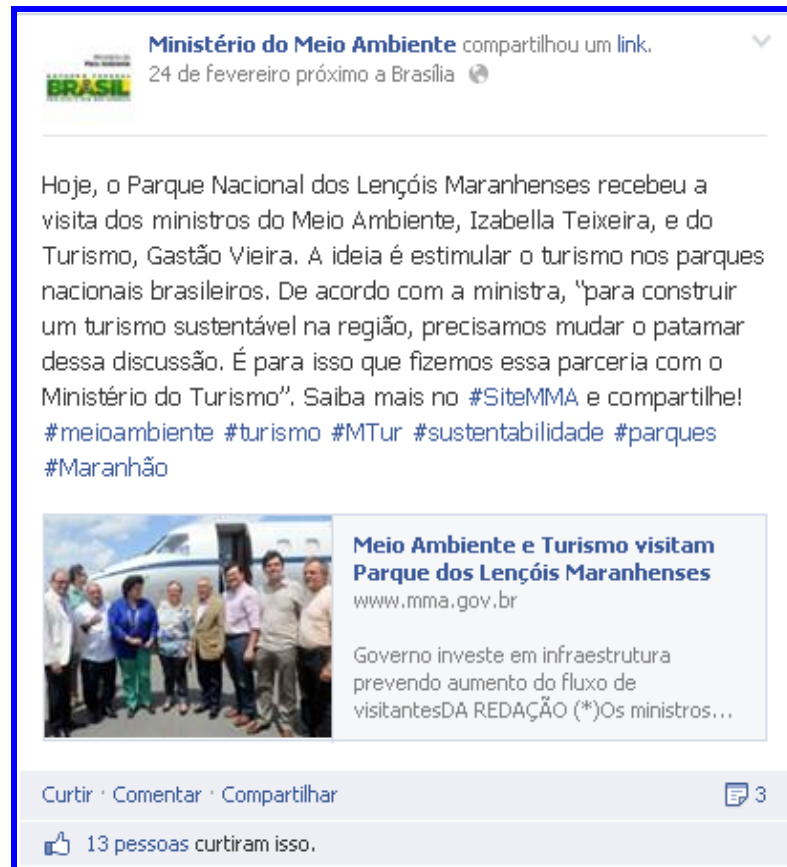 Ministério do Meio Ambiente compartilhou um link.
24 de fevereiro próximo a Brasília
Meio Ambiente
BRASIL
Hoje, o Parque Nacional dos Lençóis Maranhenses recebeu a
visita dos ministros do Meio Ambiente, Izabella Teixeira, e do
Turismo, Gastão Vieira. A ideia é estimular o turismo nos parques
nacionais brasileiros. De acordo com a ministra, "para construir
um turismo sustentável na região, precisamos mudar o patamar
dessa discussão. É para isso que fizemos essa parceria com o
Ministério do Turismo". Saiba mais no #SiteMMA e compartilhe!
#meioambiente #turismo #MTur #sustentabilidade #parques
#Maranhão
Meio Ambiente e Turismo visitam
Parque dos Lençóis Maranhenses
www.mma.gov.br
Governo investe em infraestrutura
prevendo aumento do fluxo de
visitantesDA REDAÇÃO (*)Os ministros...
Curtir · Comentar · Compartilhar
3
13 pessoas curtiram isso.